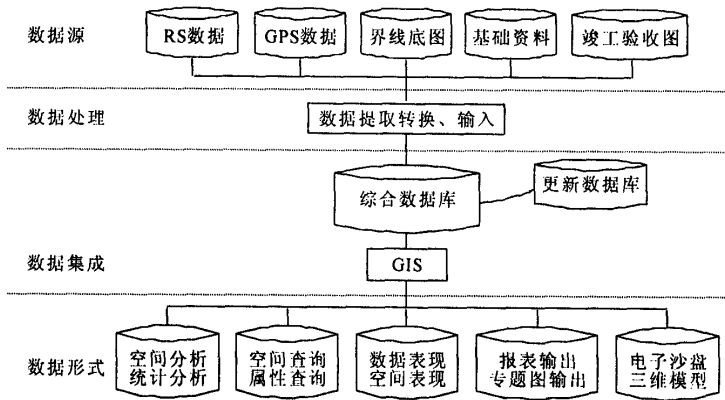 数据源
RS数据
GPS数据
界线底图
基础资料
竣工验收图
数据处理
数据提取转换、输入
综合数据库
更新数据库
数据集成
GIS
数据形式
空间分析
统计分析
空间查询
属性查询
数据表现
空间表现
报表输出
专题图输出
电子沙盘
三维模型